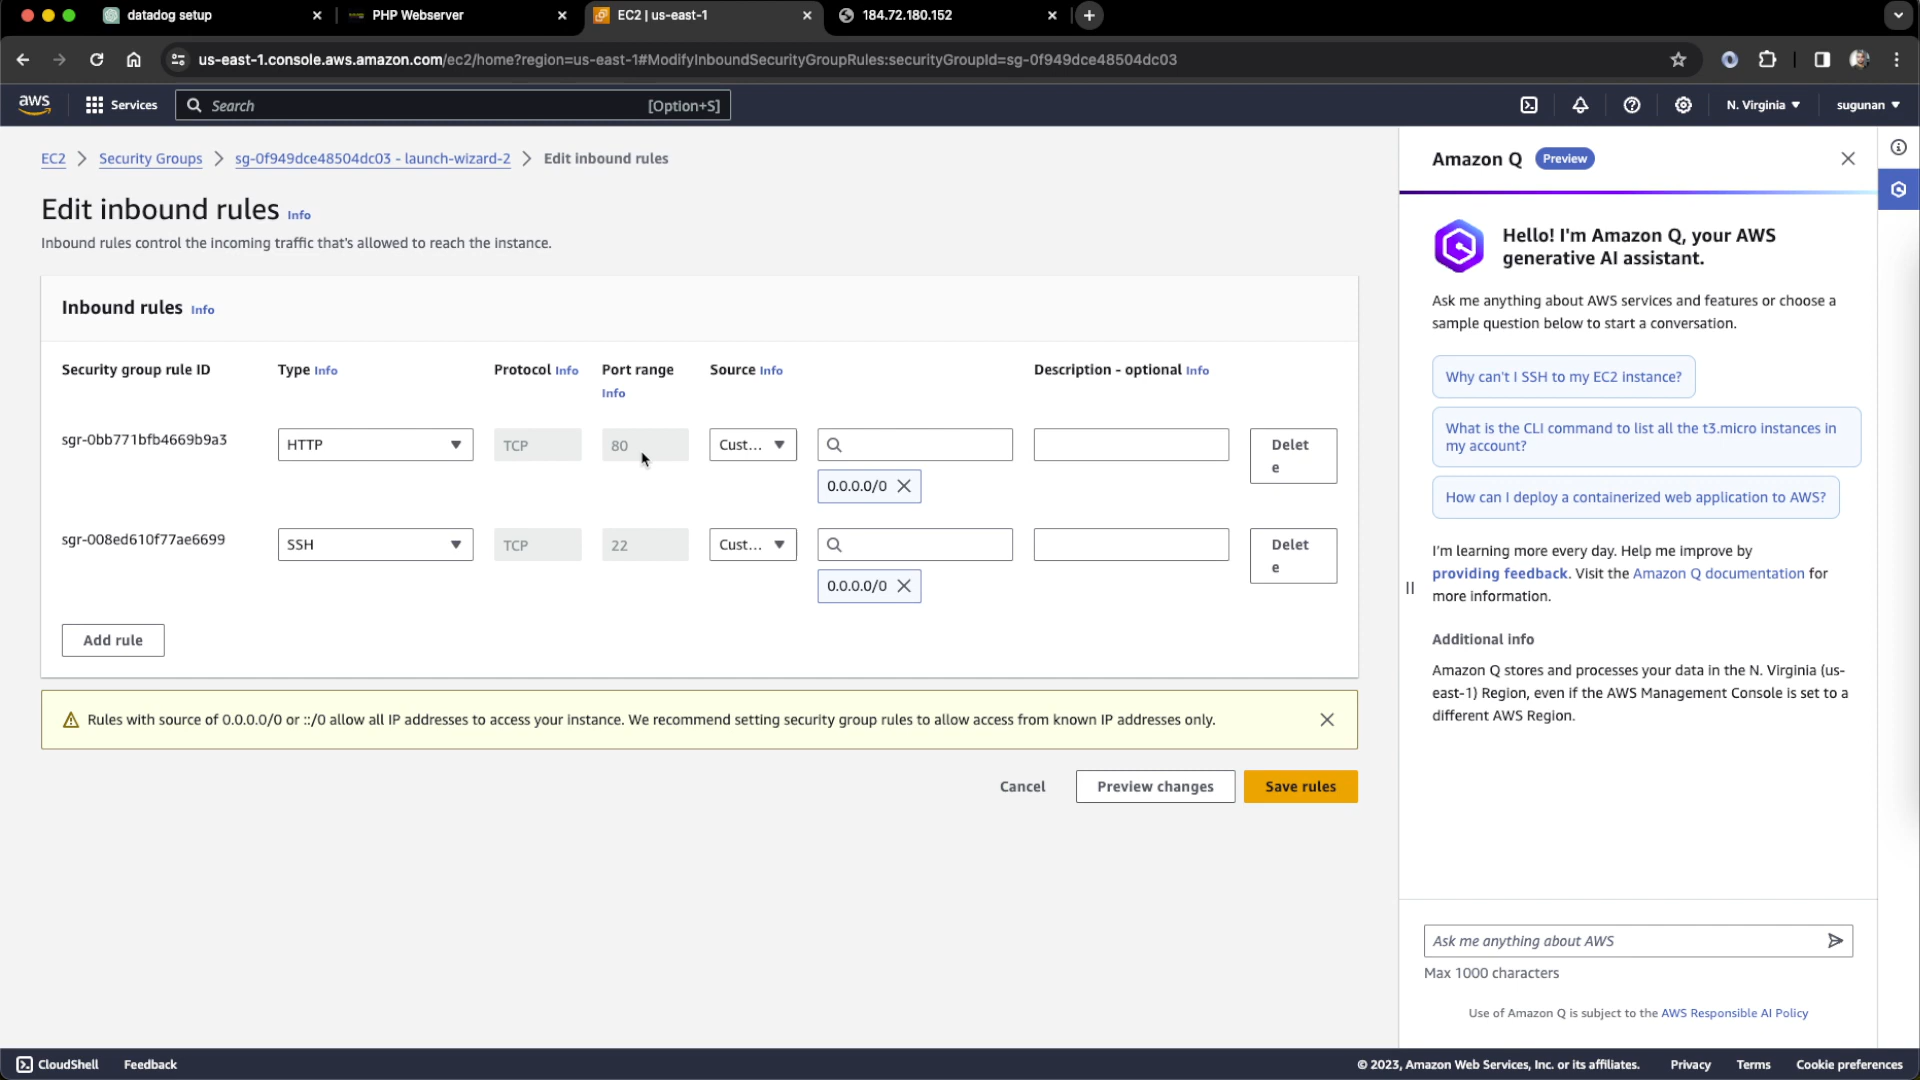 datadog setup
PHP Webserver
EC2 | us-east-1
184.72.180.152
us-east-1.console.aws.amazon.com/ec2/home?region=us-east-1#ModifyInboundSecurityGroupRules:securityGroupId=sg-0f949dce48504dc03
aws
Services
Search
[Option+S]
N. Virginia
sugunan
EC2
Security Groups
sg-0f949dce48504dc03 - launch-wizard-2
Edit inbound rules
Edit inbound rules Info
Inbound rules control the incoming traffic that's allowed to reach the instance.
Inbound rules Info
Security group rule ID
Type Info
Protocol Info
Port range
Info
Source Info
Description - optional Info
sgr-0bb771bfb4669b9a3
HTTP
TCP
80
Cust...
Delet
e
0.0.0.0/0
sgr-008ed610f77ae6699
SSH
TCP
22
Cust...
Delet
e
0.0.0.0/0
Add rule
Rules with source of 0.0.0.0/0 or ::/0 allow all IP addresses to access your instance. We recommend setting security group rules to allow access from known IP addresses only.
Cancel
Preview changes
Save rules
Amazon Q
Preview
Hello! I'm Amazon Q, your AWS
generative AI assistant.
Ask me anything about AWS services and features or choose a
sample question below to start a conversation.
Why can't I SSH to my EC2 instance?
What is the CLI command to list all the t3.micro instances in
my account?
How can I deploy a containerized web application to AWS?
I'm learning more every day. Help me improve by
providing feedback. Visit the Amazon Q documentation for
more information.
Additional info
Amazon Q stores and processes your data in the N. Virginia (us-
east-1) Region, even if the AWS Management Console is set to a
different AWS Region.
Ask me anything about AWS
Max 1000 characters
Use of Amazon Q is subject to the AWS Responsible AI Policy
CloudShell
Feedback
© 2023, Amazon Web Services, Inc. or its affiliates.
Privacy
Terms
Cookie preferences